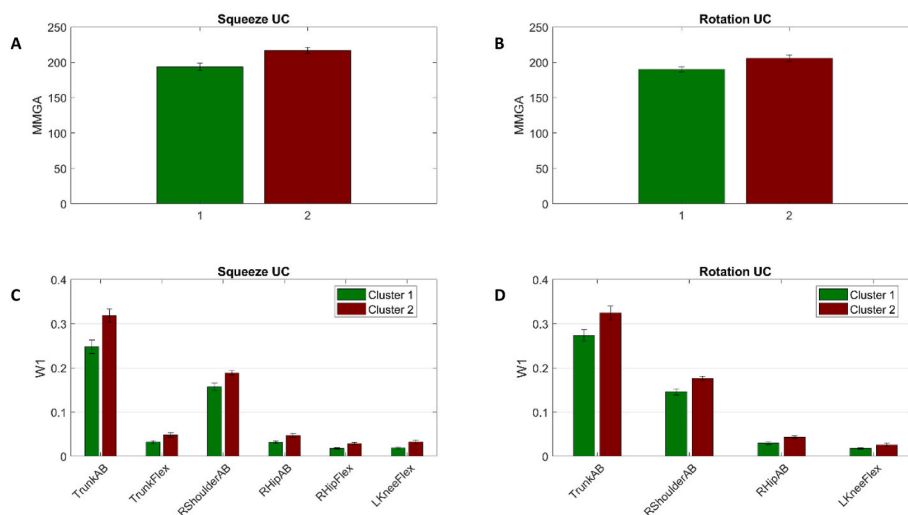 A
Squeeze UC
MMGA
250
200
150
100
50
0
1
2
B
Rotation UC
MMGA
250
200
150
100
50
0
1
2
C
Squeeze UC
W1
0.4
0.3
0.2
0.1
0
Cluster 1
Cluster 2
TrunkAB
TrunkFlex
RShoulderAB
RHipAB
RHipFlex
LKneeFlex
D
Rotation UC
W1
0.4
0.3
0.2
0.1
0
Cluster 1
Cluster 2
TrunkAB
RShoulderAB
RHipAB
LKneeFlex